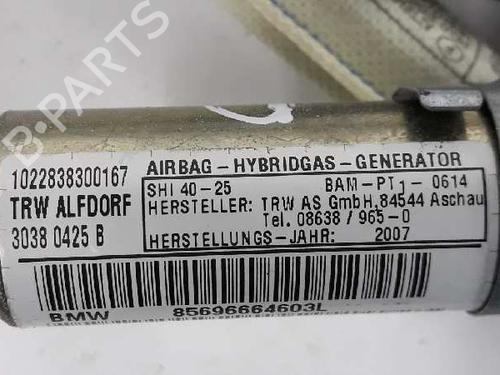 B-PARTS
1022838300167
TRW ALFDORF
3038 0425 B
AIRBAG-HYBRIDGAS-GENERATOR
SHI 40-25 BAM-PT1-0614
HERSTELLER: TRW AS GmbH,84544 Aschau
Tel. 08638/965-0
HERSTELLUNGS-JAHR: 2007
BMW 85696664603L